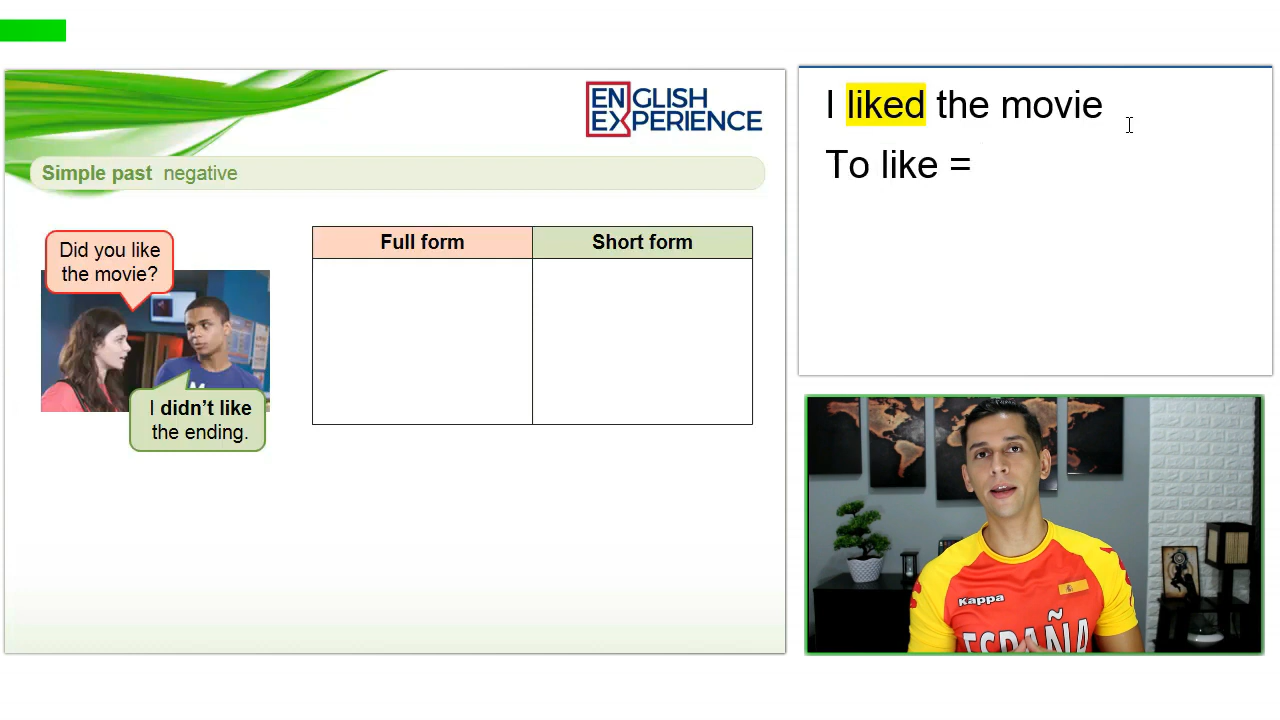 ENGLISH
EXPERIENCE
Simple past negative
Did you like
the movie?
I didn't like
the ending.
Full form
Short form
I liked the movie
To like =
Kappa
ESPAÑA